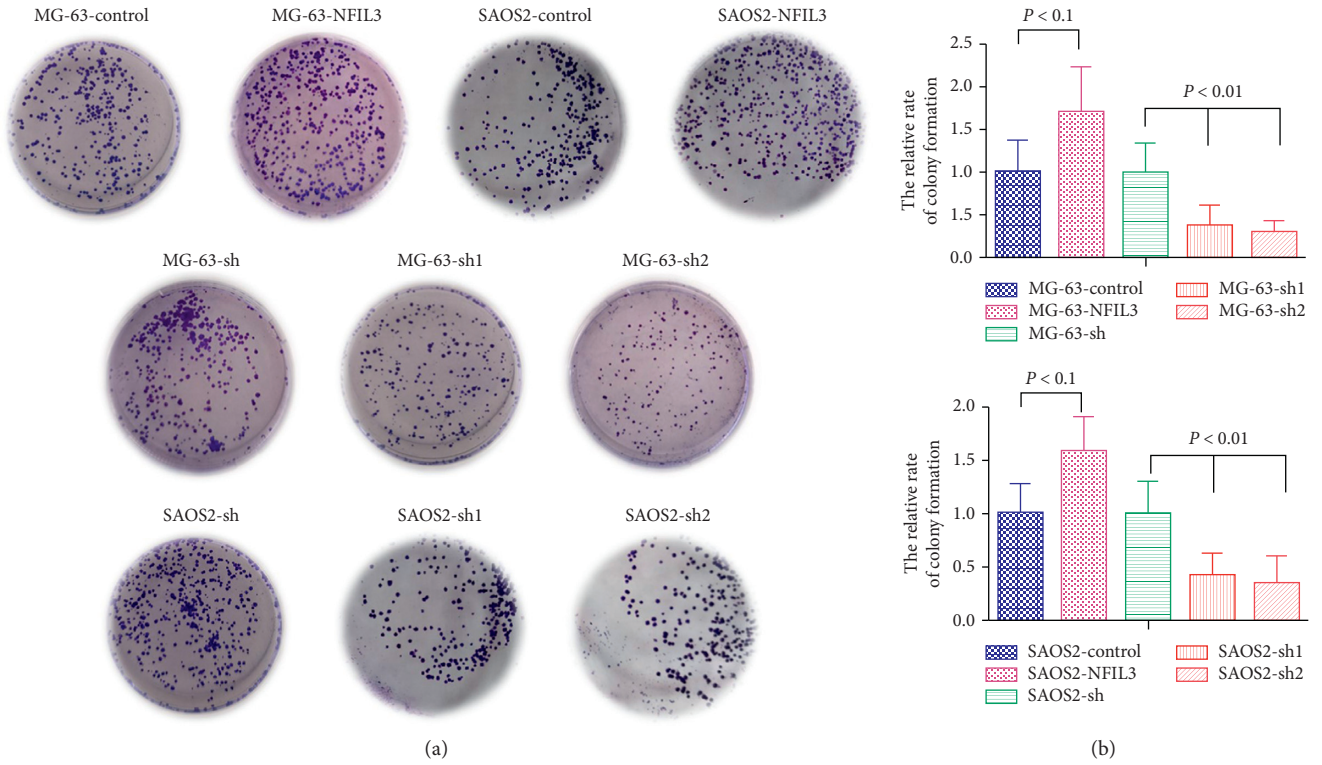 MG-63-control MG-63-NFIL3 SAOS2-control SAOS2-NFIL3
MG-63-sh MG-63-sh1 MG-63-sh2
SAOS2-sh SAOS2-sh1 SAOS2-sh2
(a)
P < 0.1
P < 0.01
The relative rate
of colony formation
2.5
2.0
1.5
1.0
1.5
0.0
MG-63-control MG-63-sh1
MG-63-NFIL3 MG-63-sh2
MG-63-sh
P < 0.1
P < 0.01
The relative rate
of colony formation
2.0
1.5
1.0
0.5
0.0
SAOS2-control SAOS2-sh1
SAOS2-NFIL3 SAOS2-sh2
SAOS2-sh
(b)